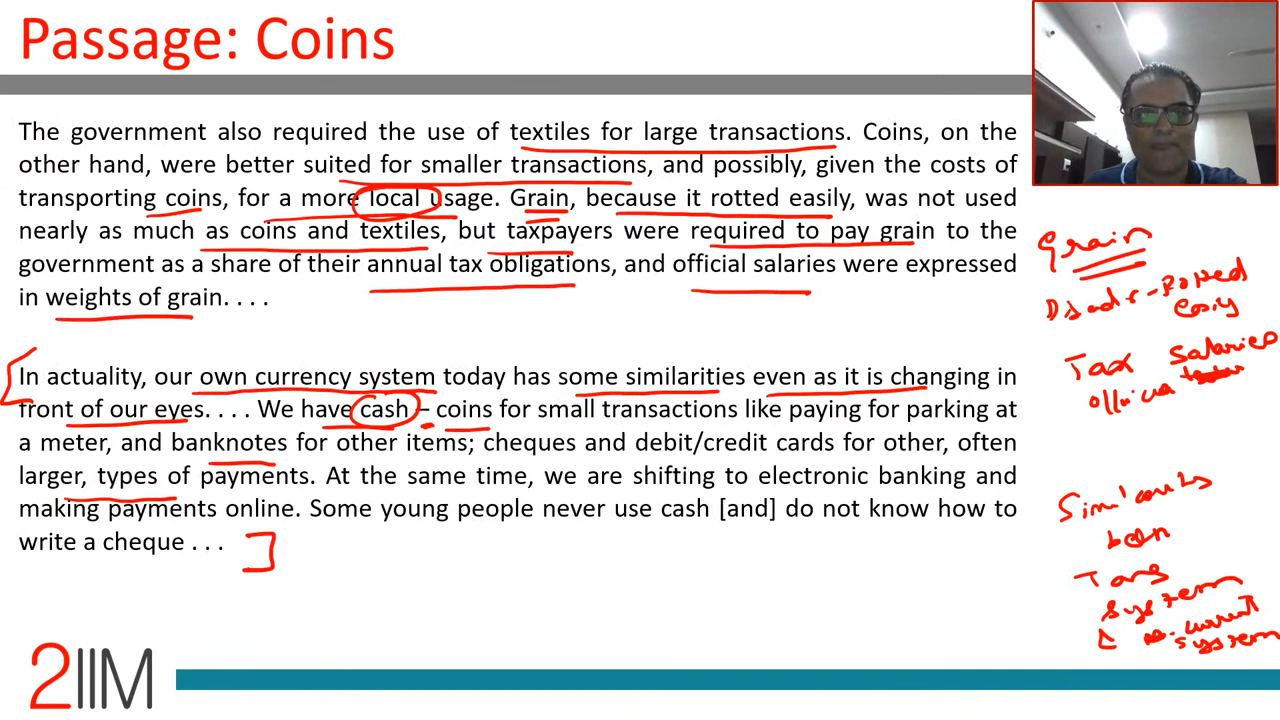 Passage: Coins
The government also required the use of textiles for large transactions. Coins, on the
other hand, were better suited for smaller transactions, and possibly, given the costs of
transporting coins, for a more local usage. Grain, because it rotted easily, was not used
nearly as much as coins and textiles, but taxpayers were required to pay grain to the
government as a share of their annual tax obligations, and official salaries were expressed
in weights of grain. . . .
In actuality, our own currency system today has some similarities even as it is changing in
front of our eyes. . . . We have cash – coins for small transactions like paying for parking at
a meter, and banknotes for other items; cheques and debit/credit cards for other, often
larger, types of payments. At the same time, we are shifting to electronic banking and
making payments online. Some young people never use cash [and] do not know how to
write a cheque . . .
Grain
Rotted
easily
Tax Salaries
Tang
System
current
system
2IIM